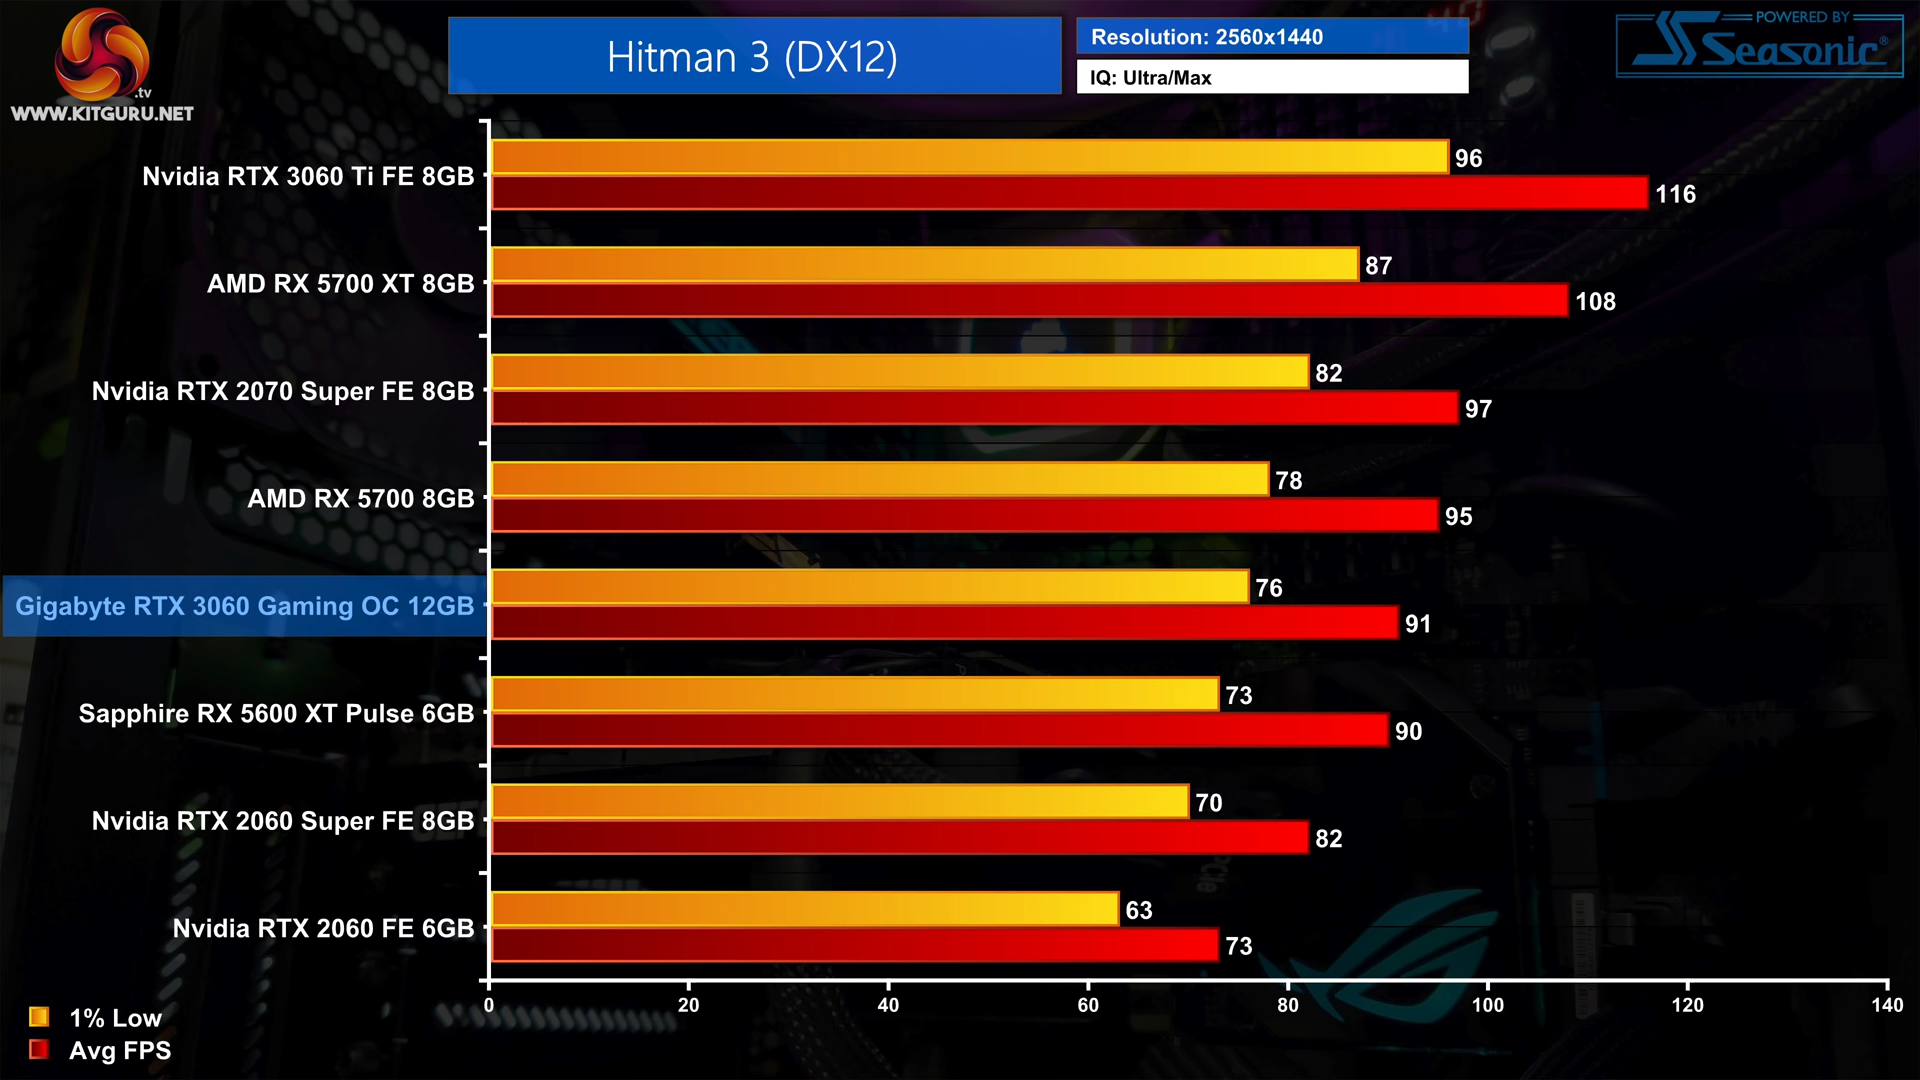 .tv
WWW.KITGURU.NET
Hitman 3 (DX12)
Resolution: 2560x1440
IQ: Ultra/Max
POWERED BY
Seasonic®
Nvidia RTX 3060 Ti FE 8GB
96
116
AMD RX 5700 XT 8GB
87
108
Nvidia RTX 2070 Super FE 8GB
82
97
AMD RX 5700 8GB
78
95
Gigabyte RTX 3060 Gaming OC 12GB
76
91
Sapphire RX 5600 XT Pulse 6GB
73
90
Nvidia RTX 2060 Super FE 8GB
70
82
Nvidia RTX 2060 FE 6GB
63
73
0 20 40 60 80 100 120 140
1% Low
Avg FPS